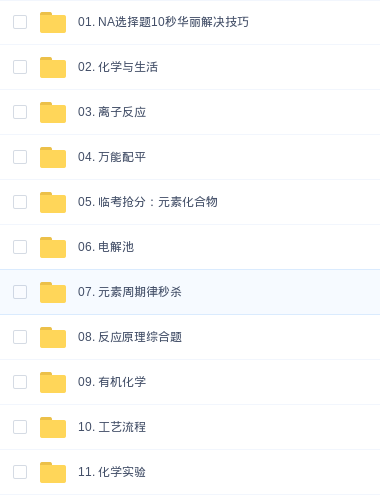 01. NA选择题10秒华丽解决技巧
02. 化学与生活
03. 离子反应
04. 万能配平
05. 临考抢分：元素化合物
06. 电解池
07. 元素周期律秒杀
08. 反应原理综合题
09. 有机化学
10. 工艺流程
11. 化学实验